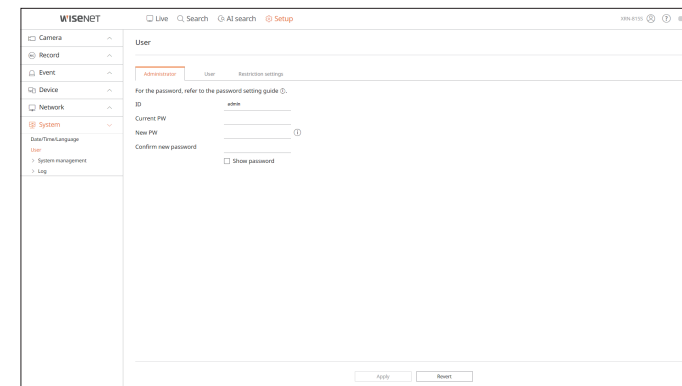 WISENET
Live Search AI search Setup
Camera
Record
Event
Device
Network
System
Date/Time/Language
User
> System management
> Log
User
Administrator User Restriction settings
For the password, refer to the password setting guide ⓘ.
ID admin
Current PW
New PW
Confirm new password
Show password
Apply Revert